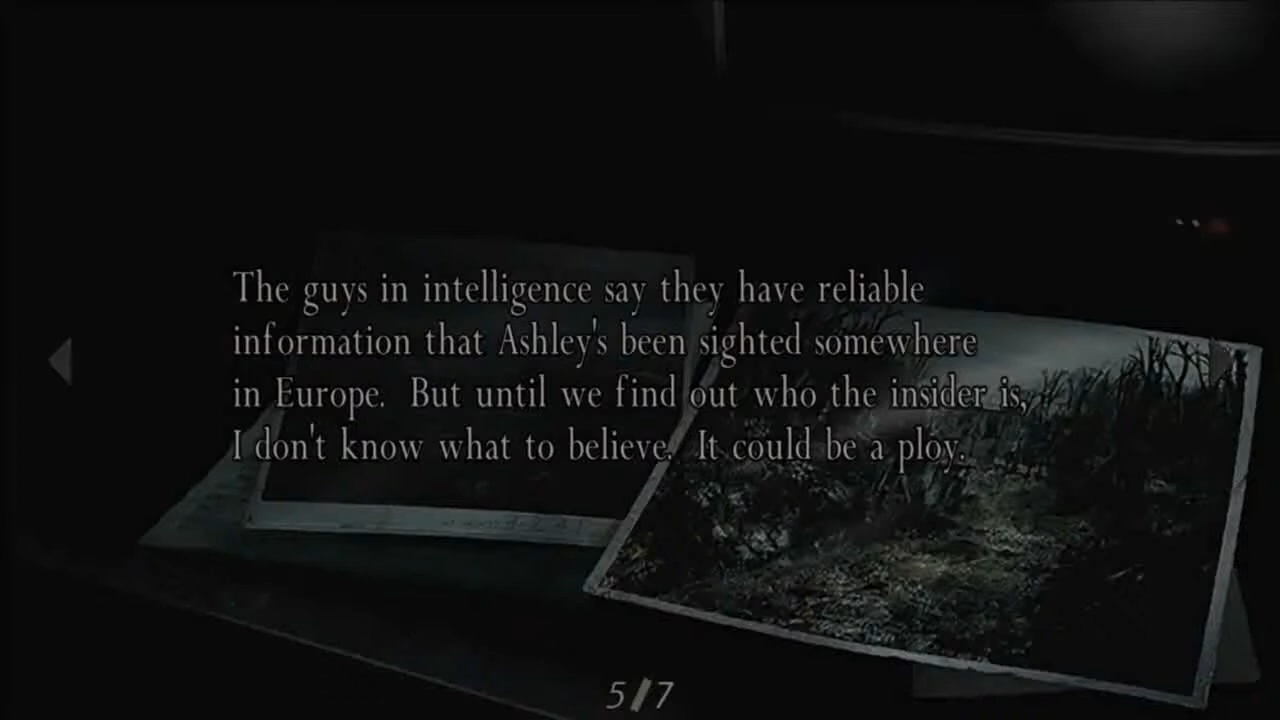 The guys in intelligence say they have reliable
information that Ashley's been sighted somewhere
in Europe. But until we find out who the insider is,
I don't know what to believe. It could be a ploy.
5/7